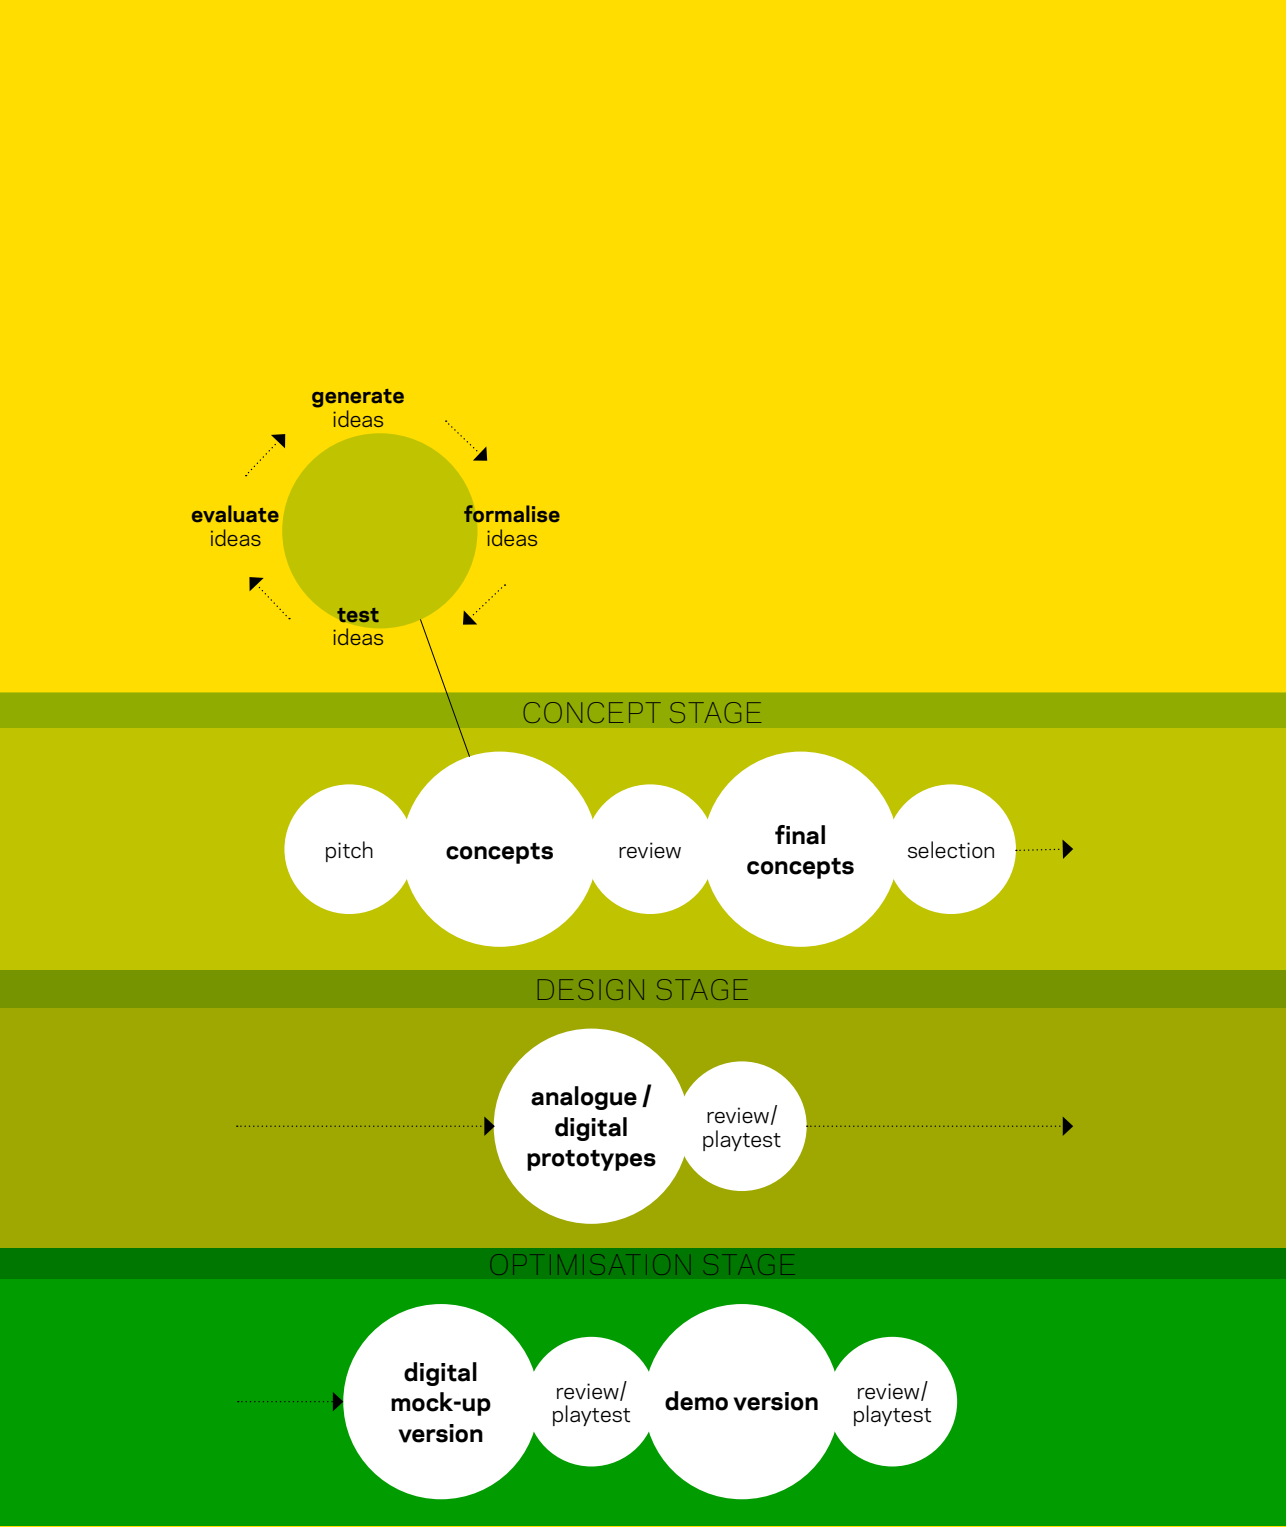 generate
ideas
evaluate
ideas
formalise
ideas
test
ideas
CONCEPT STAGE
pitch
concepts
review
final
concepts
selection
DESIGN STAGE
analogue /
digital
prototypes
review/
playtest
OPTIMISATION STAGE
digital
mock-up
version
review/
playtest
demo version
review/
playtest